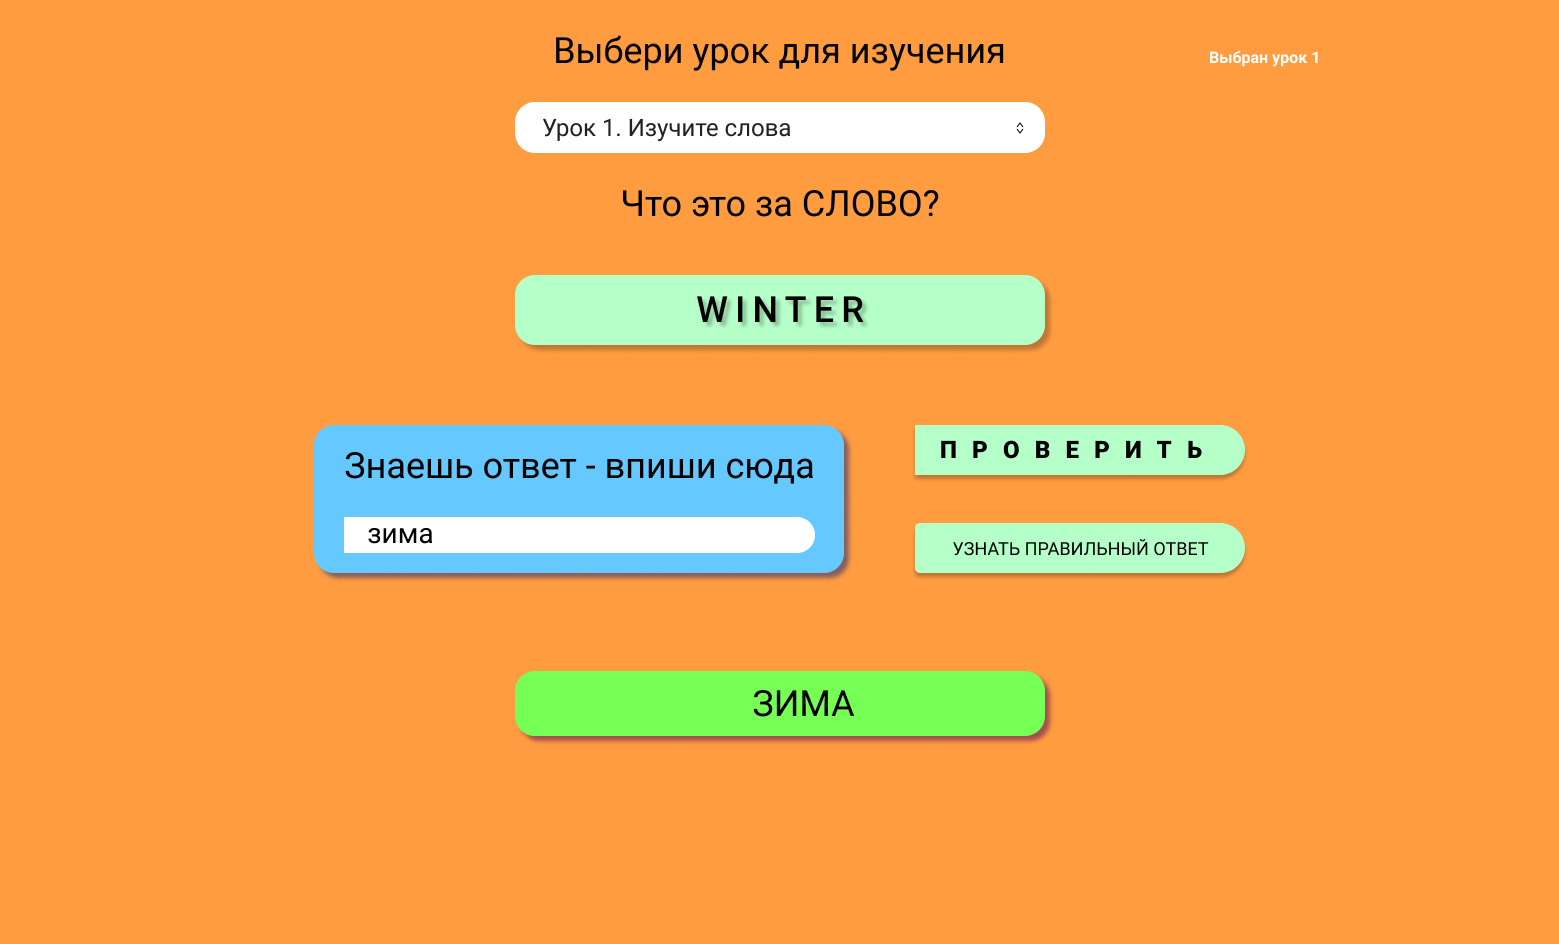 Выбери урок для изучения
Выбран урок 1
Урок 1. Изучите слова
Что это за СЛОВО?
WINTER
Знаешь ответ - впиши сюда
зима
ПРОВЕРИТЬ
УЗНАТЬ ПРАВИЛЬНЫЙ ОТВЕТ
ЗИМА